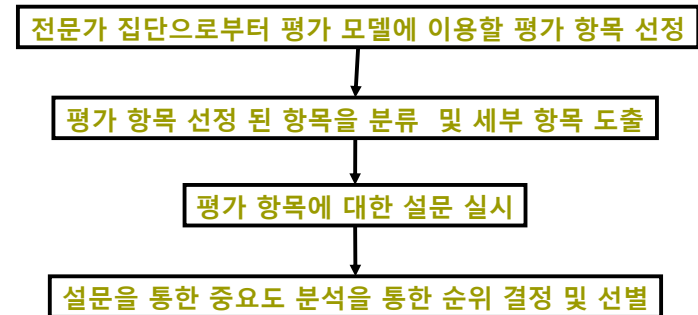 전문가 집단으로부터 평가 모델에 이용할 평가 항목 선정
평가 항목 선정 된 항목을 분류 및 세부 항목 도출
평가 항목에 대한 설문 실시
설문을 통한 중요도 분석을 통한 순위 결정 및 선별